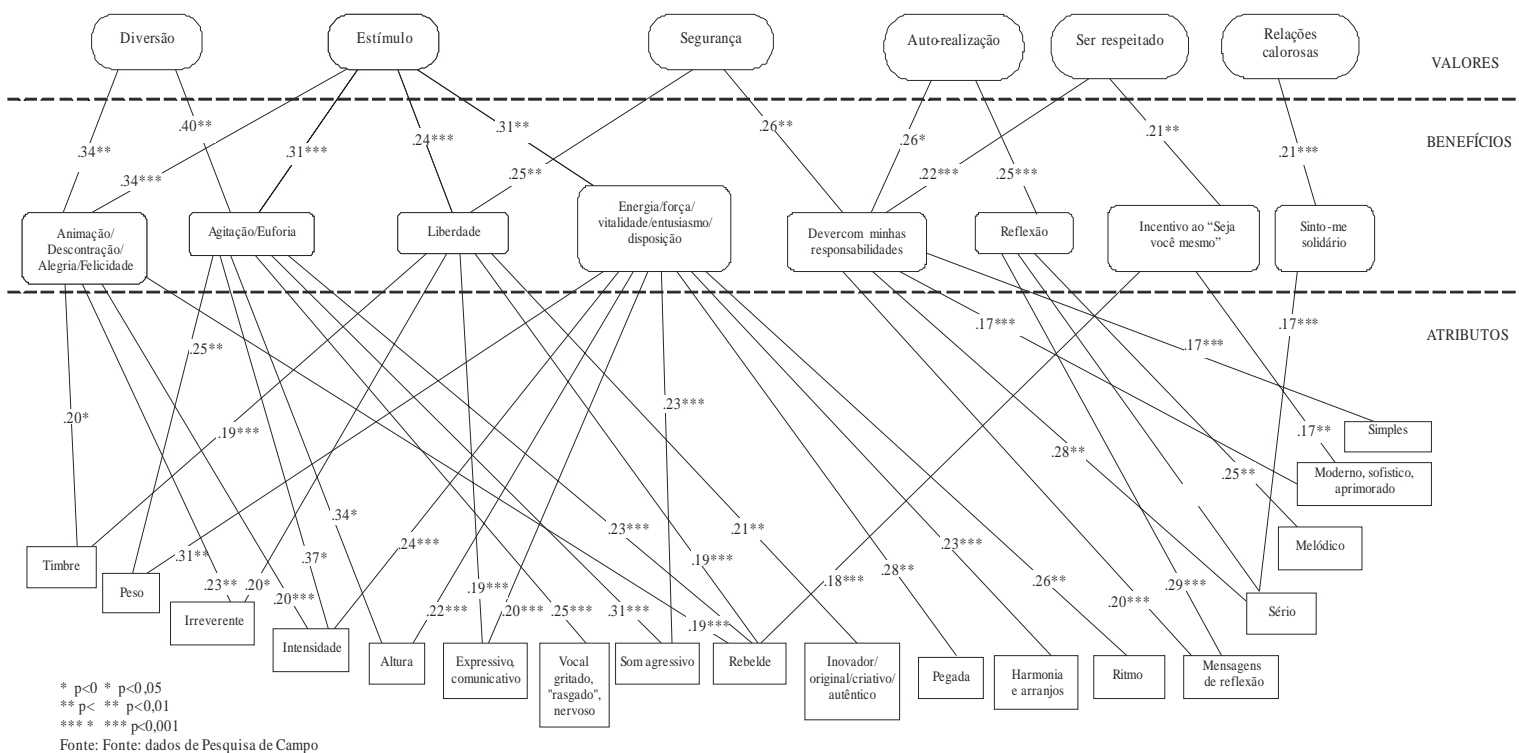 Diversão
Estímulo
Segurança
Auto-realização
Ser respeitado
Relações
calorosas
VALORES
.40**
.34**
.34***
.31***
.24***
.31**
.25**
.26**
.26*
.22***
.25***
.21**
.21***
BENEFÍCIOS
Animação/
Descontração/
Alegria/Felicidade
Agitação/Euforia
Liberdade
Energia/força/
vitalidade/entusiasmo/
disposição
Devercom minhas
responsabilidades
Reflexão
Incentivo ao “Seja
você mesmo”
Sinto-me
solidário
ATRIBUTOS
.25**
.17***
.17***
.17***
.20*
.19***
.23***
.28**
.17**
.25**
.34*
.23***
.21**
.31**
.37*
.24***
.19***
.23***
.28**
.26**
.18***
.29***
.23**
.20*
.20***
.22***
.19***
.20***
.25***
.31***
.19***
.20***
Simples
Moderno, sofistico,
aprimorado
Melódico
Sério
Timbre
Peso
Irreverente
Intensidade
Altura
Expressivo,
comunicativo
Vocal
gritado,
"rasgado",
nervoso
Som agressivo
Rebelde
Inovador/
original/criativo/
autêntico
Pegada
Harmonia
e arranjos
Ritmo
Mensagens
de reflexão
* p<0 * p<0,05
** p< ** p<0,01
*** * *** p<0,001
Fonte: Fonte: dados de Pesquisa de Campo